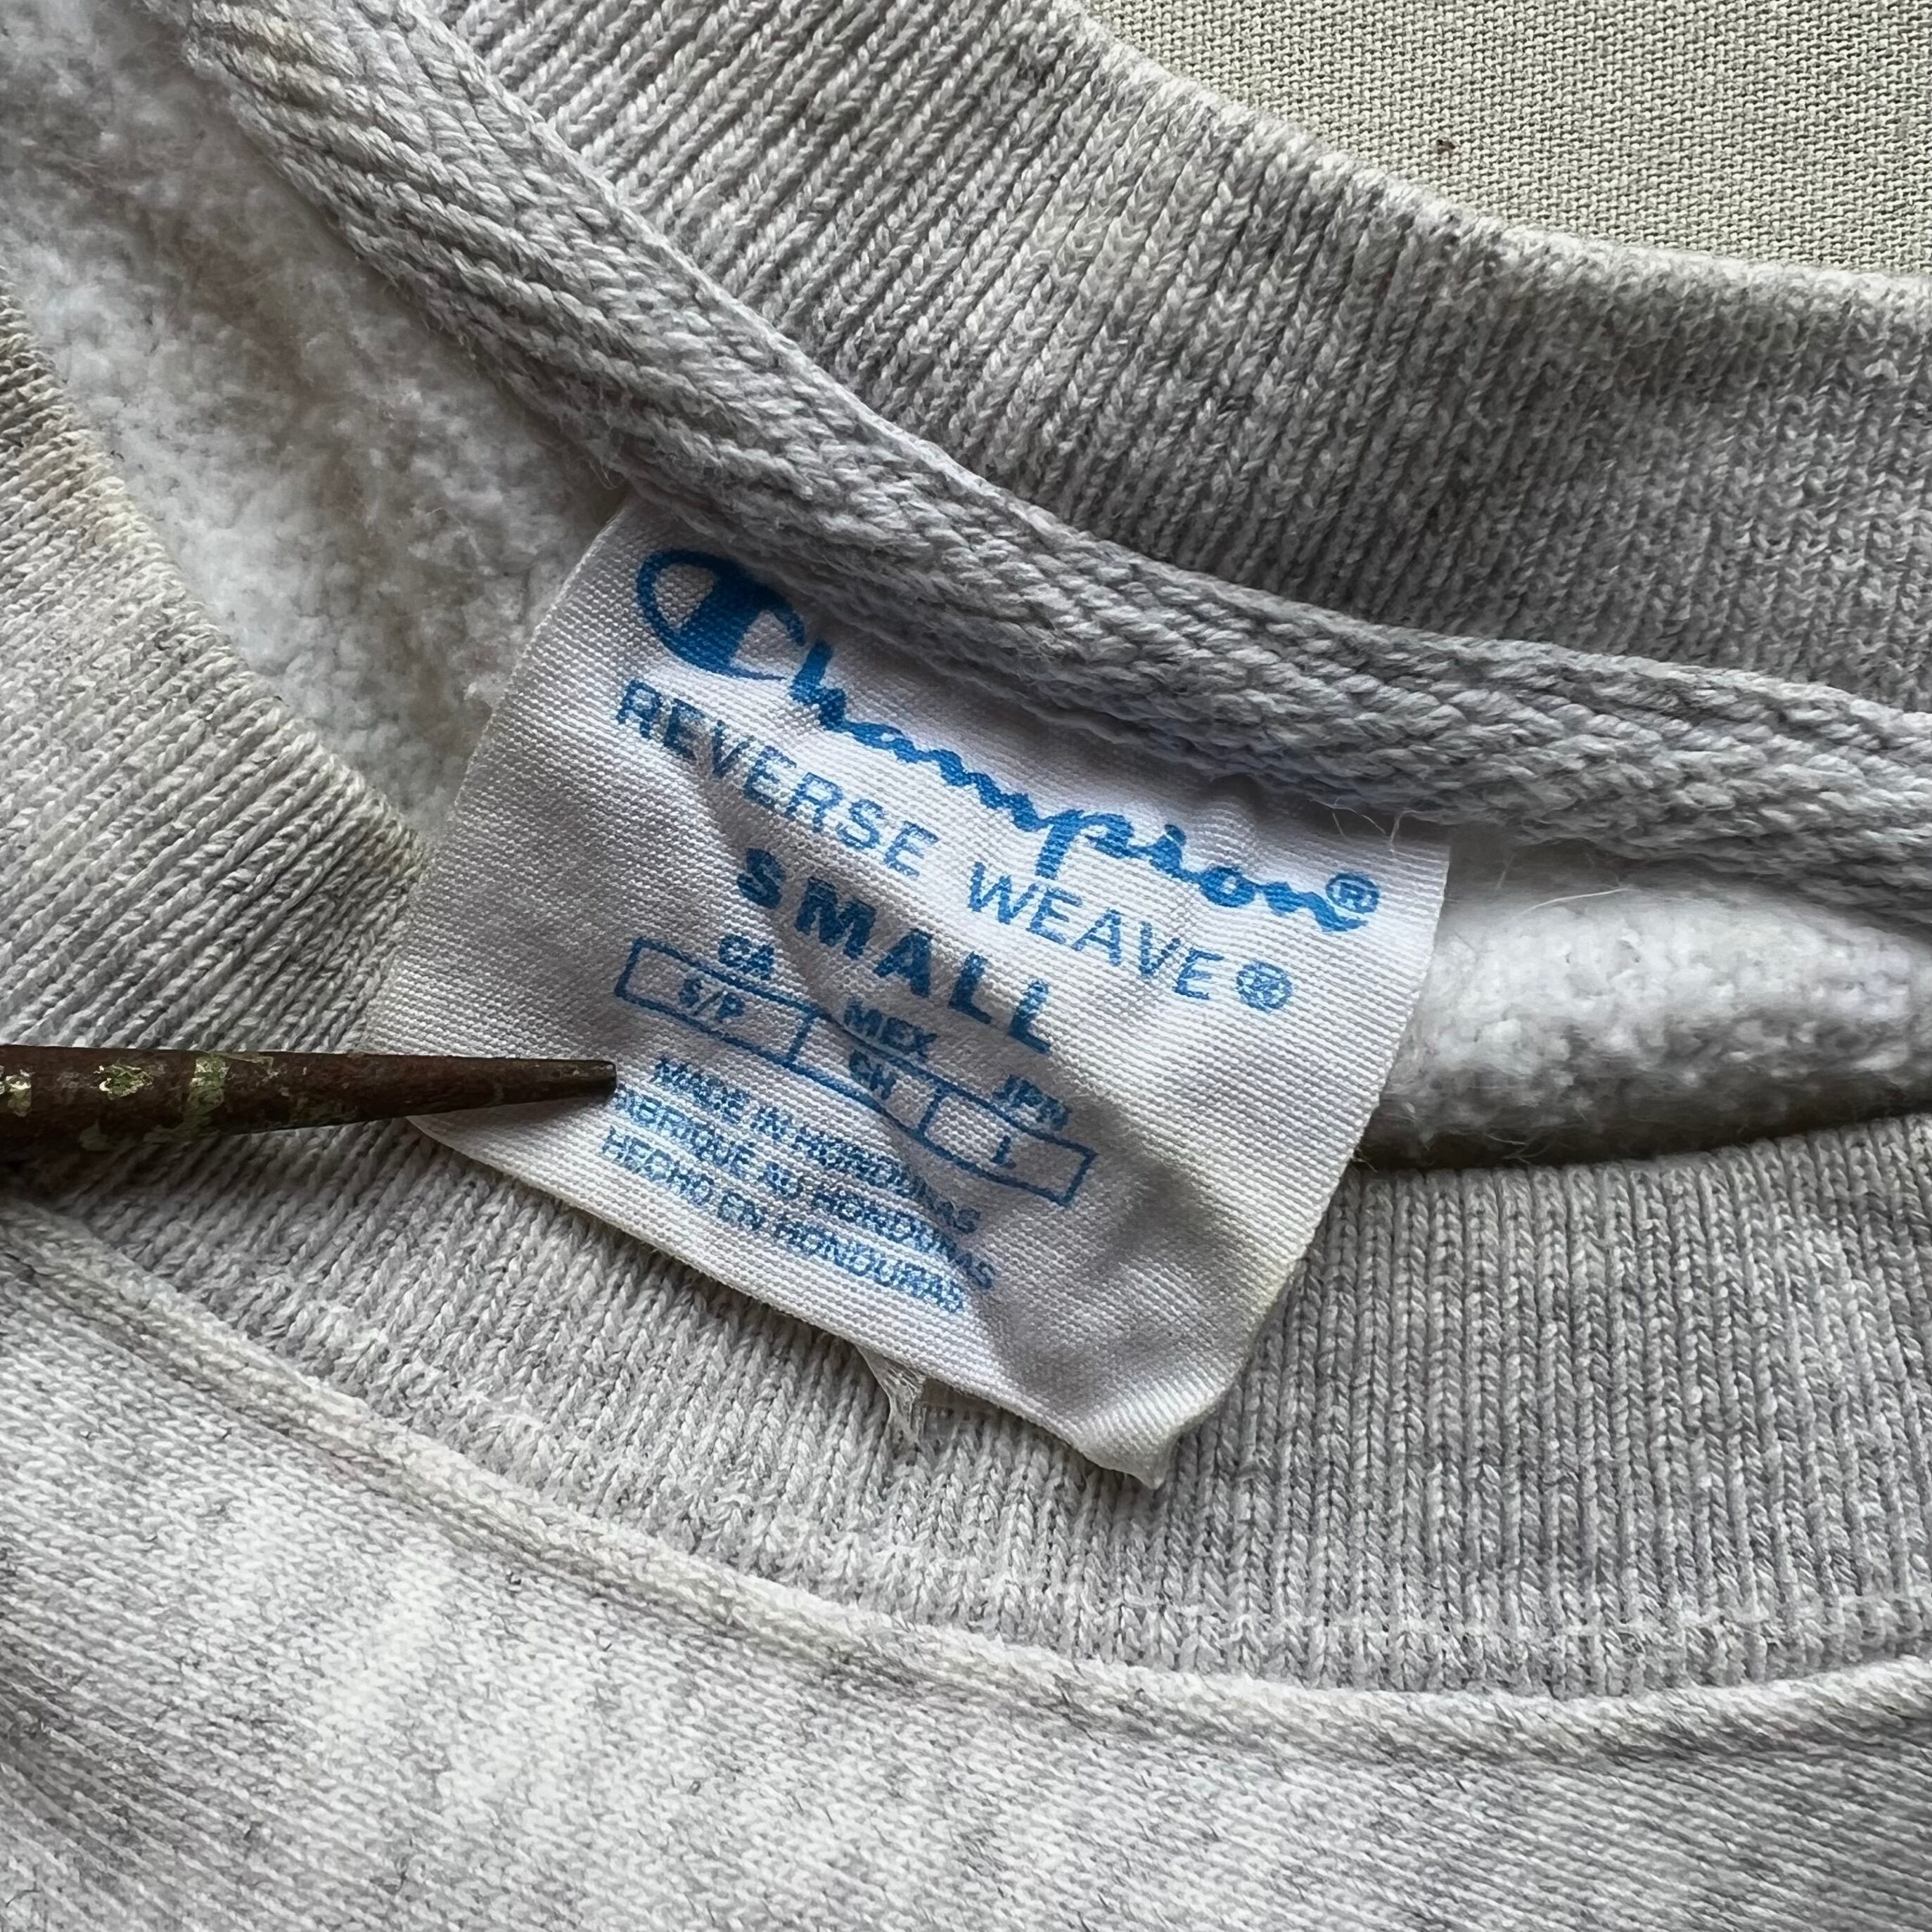 Champion®
REVERSE WEAVE®
SMALL
CA MEX JPN
S/P CH L
MADE IN HONDURAS
FABRIQUÉ AU HONDURAS
HECHO EN HONDURAS